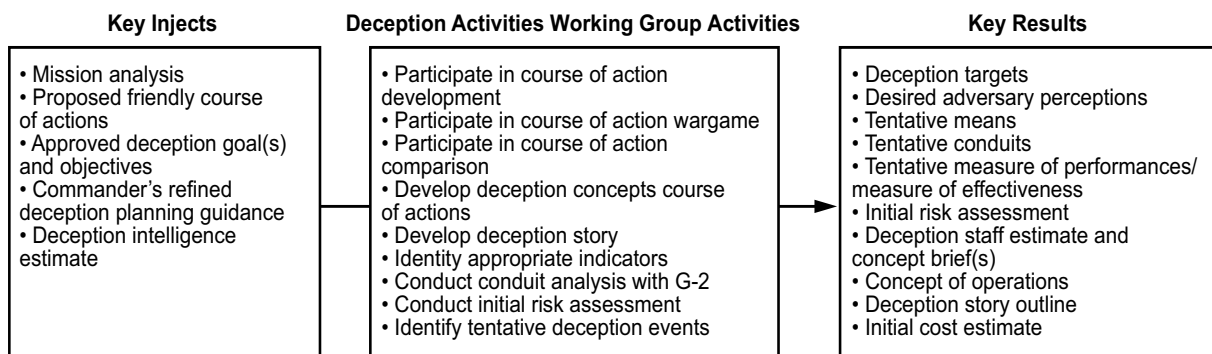 Key Injects
• Mission analysis
• Proposed friendly course
of actions
• Approved deception goal(s)
and objectives
• Commander's refined
deception planning guidance
• Deception intelligence
estimate
Deception Activities Working Group Activities
• Participate in course of action
development
• Participate in course of action wargame
• Participate in course of action
comparison
• Develop deception concepts course
of actions
• Develop deception story
• Identity appropriate indicators
• Conduct conduit analysis with G-2
• Conduct initial risk assessment
• Identify tentative deception events
Key Results
• Deception targets
• Desired adversary perceptions
• Tentative means
• Tentative conduits
• Tentative measure of performances/
measure of effectiveness
• Initial risk assessment
• Deception staff estimate and
concept brief(s)
• Concept of operations
• Deception story outline
• Initial cost estimate